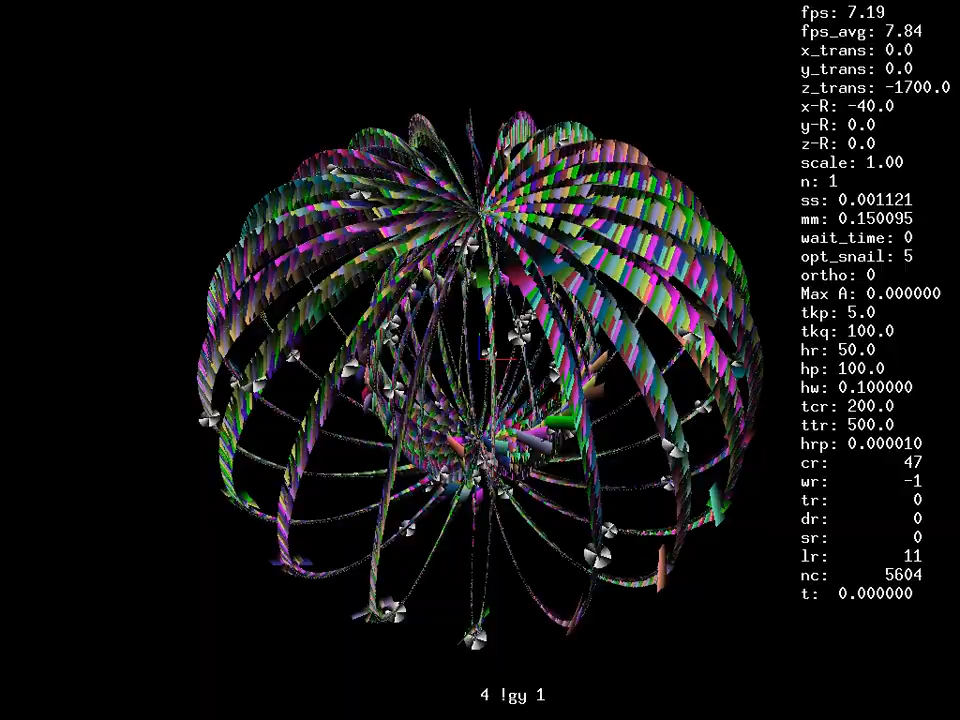 fps: 7.19
fps_avg: 7.84
x_trans: 0.0
y_trans: 0.0
z_trans: -1700.0
x-R: -40.0
y-R: 0.0
z-R: 0.0
scale: 1.00
n: 1
ss: 0.001121
mm: 0.150095
wait_time: 0
opt_snail: 5
ortho: 0
Max A: 0.000000
tkp: 5.0
tkq: 100.0
hr: 50.0
hp: 100.0
hw: 0.100000
tcr: 200.0
ttr: 500.0
hrp: 0.000010
cr: 47
wr: -1
tr: 0
dr: 0
sr: 0
lr: 11
nc: 5604
t: 0.000000
4 !gy 1